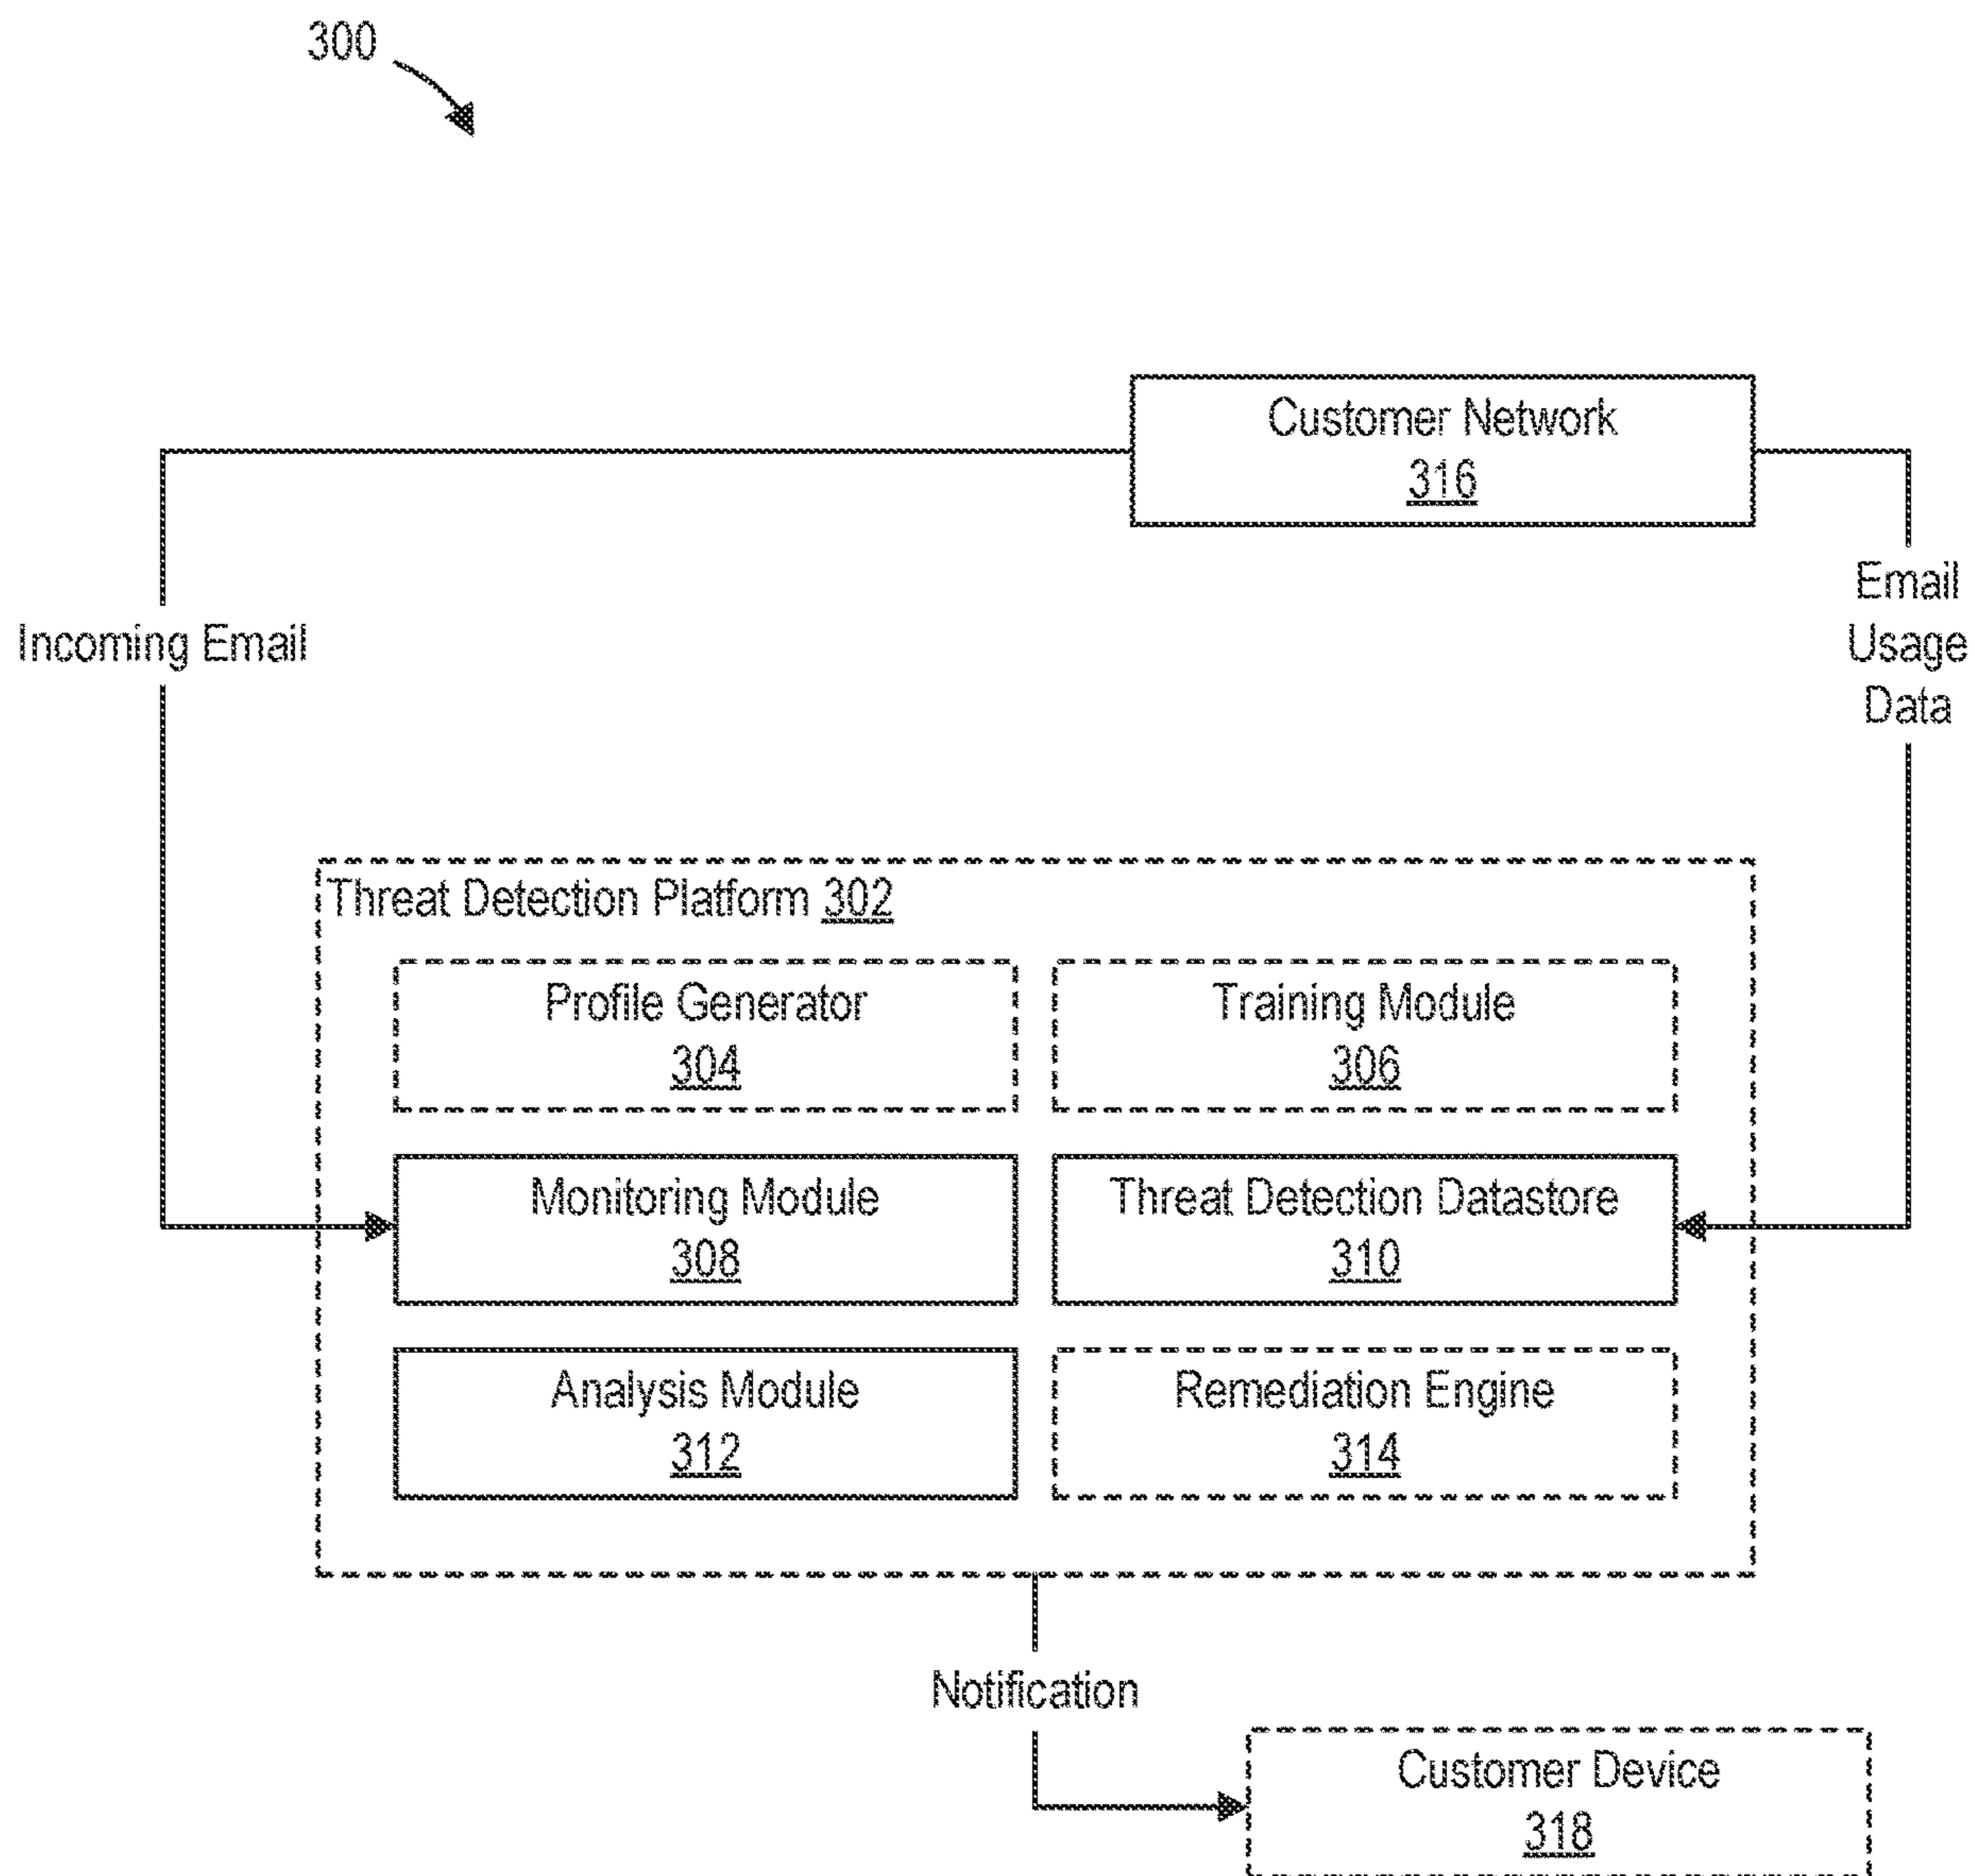 300
Customer Network
316
Incoming Email
Email
Usage
Data
Threat Detection Platform 302
Profile Generator
304
Training Module
306
Monitoring Module
308
Threat Detection Datastore
310
Analysis Module
312
Remediation Engine
314
Notification
Customer Device
318